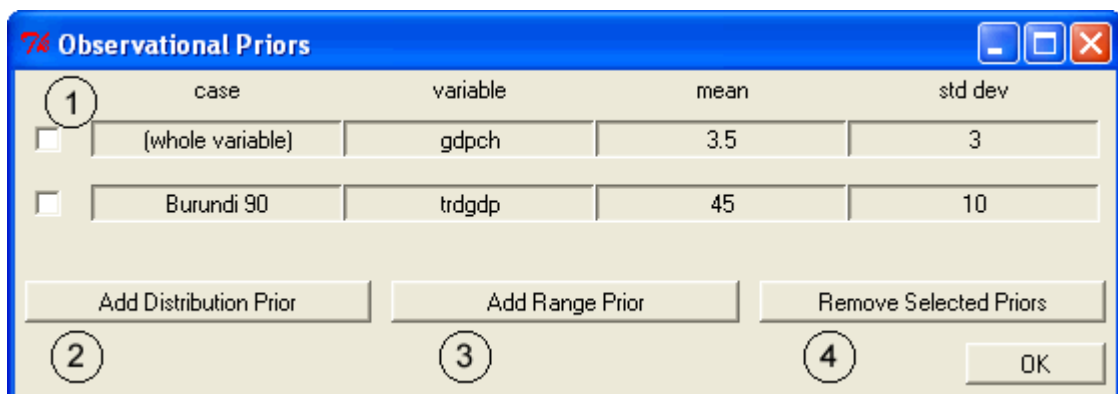 Observational Priors
1
case variable mean std dev
(whole variable) gdpch 3.5 3
Burundi 90 trdgdp 45 10
Add Distribution Prior Add Range Prior Remove Selected Priors
2 3 4
OK